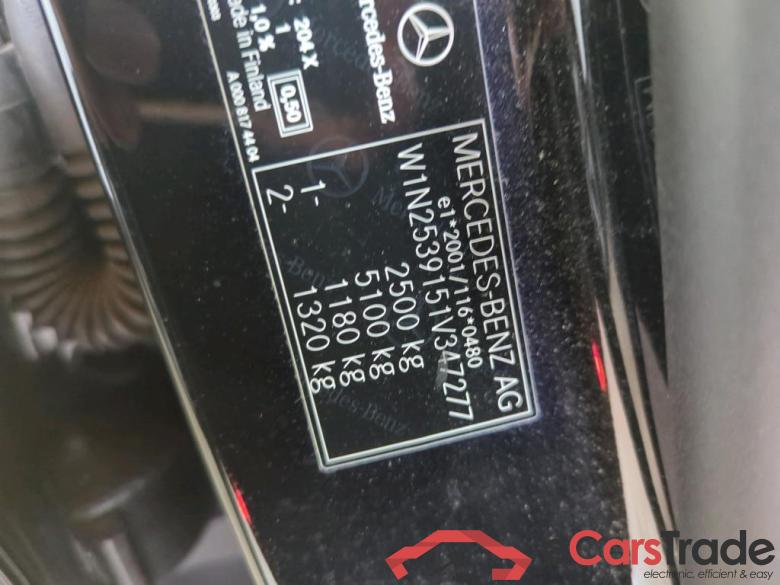 MERCEDES-BENZ AG
e1*2001/116*0480
W1N2539151V347277
2500 kg
5100 kg
1- 1180 kg
2- 1320 kg
Mercedes-Benz
204 X
1,0 % 1
Made in Finland
0,50
A 000 817 44 04
CarsTrade
electronic, efficient & easy